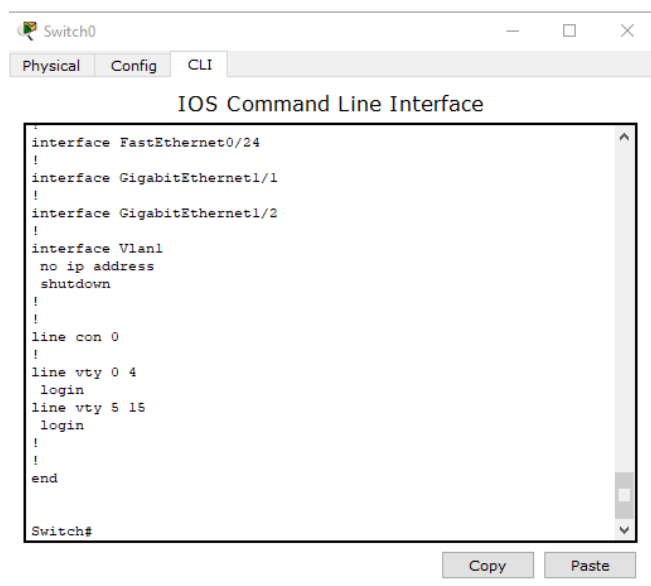 Switch0
Physical Config CLI
IOS Command Line Interface
!
interface FastEthernet0/24
!
interface GigabitEthernet1/1
!
interface GigabitEthernet1/2
!
interface Vlan1
 no ip address
 shutdown
!
!
line con 0
!
line vty 0 4
 login
line vty 5 15
 login
!
!
end
Switch#
Copy Paste